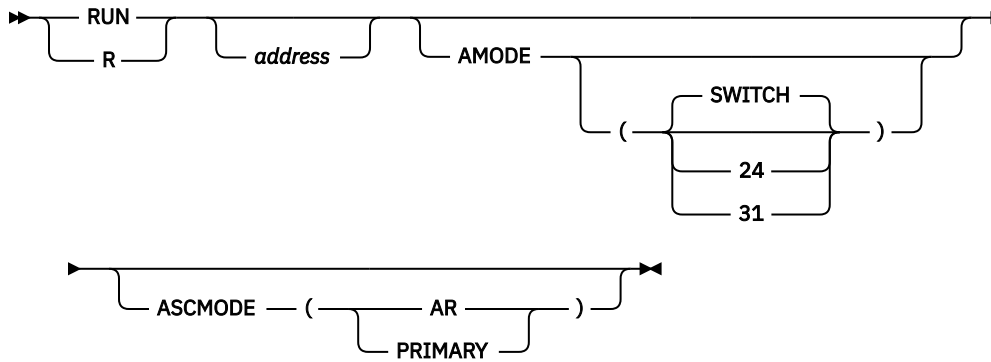 RUN
R
address
AMODE
SWITCH
( )
24
31
ASCMODE ( AR )
PRIMARY